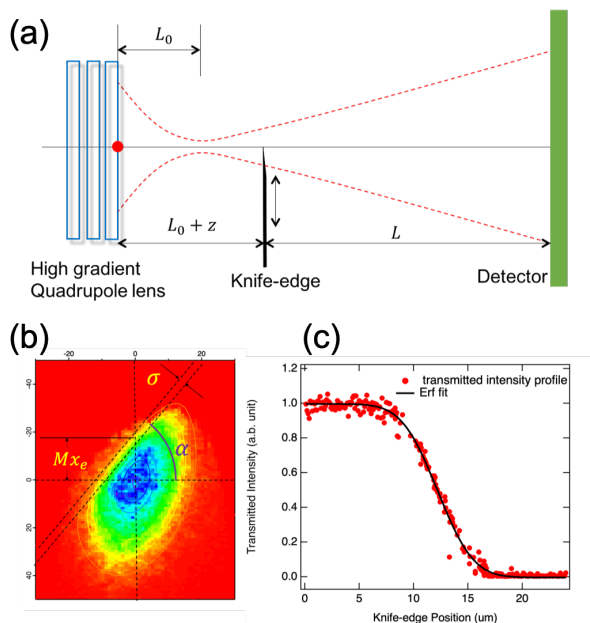 (a)
L₀
L₀ + z
L
High gradient
Quadrupole lens
Knife-edge
Detector
(b)
-20 0 20
-40
-20
0
20
40
σ
Mxₑ
α
(c)
1.2
1.0
0.8
0.6
0.4
0.2
0.0
Transmitted Intensity (a.b. unit)
transmitted intensity profile
Erf fit
0 5 10 15 20
Knife-edge Position (um)